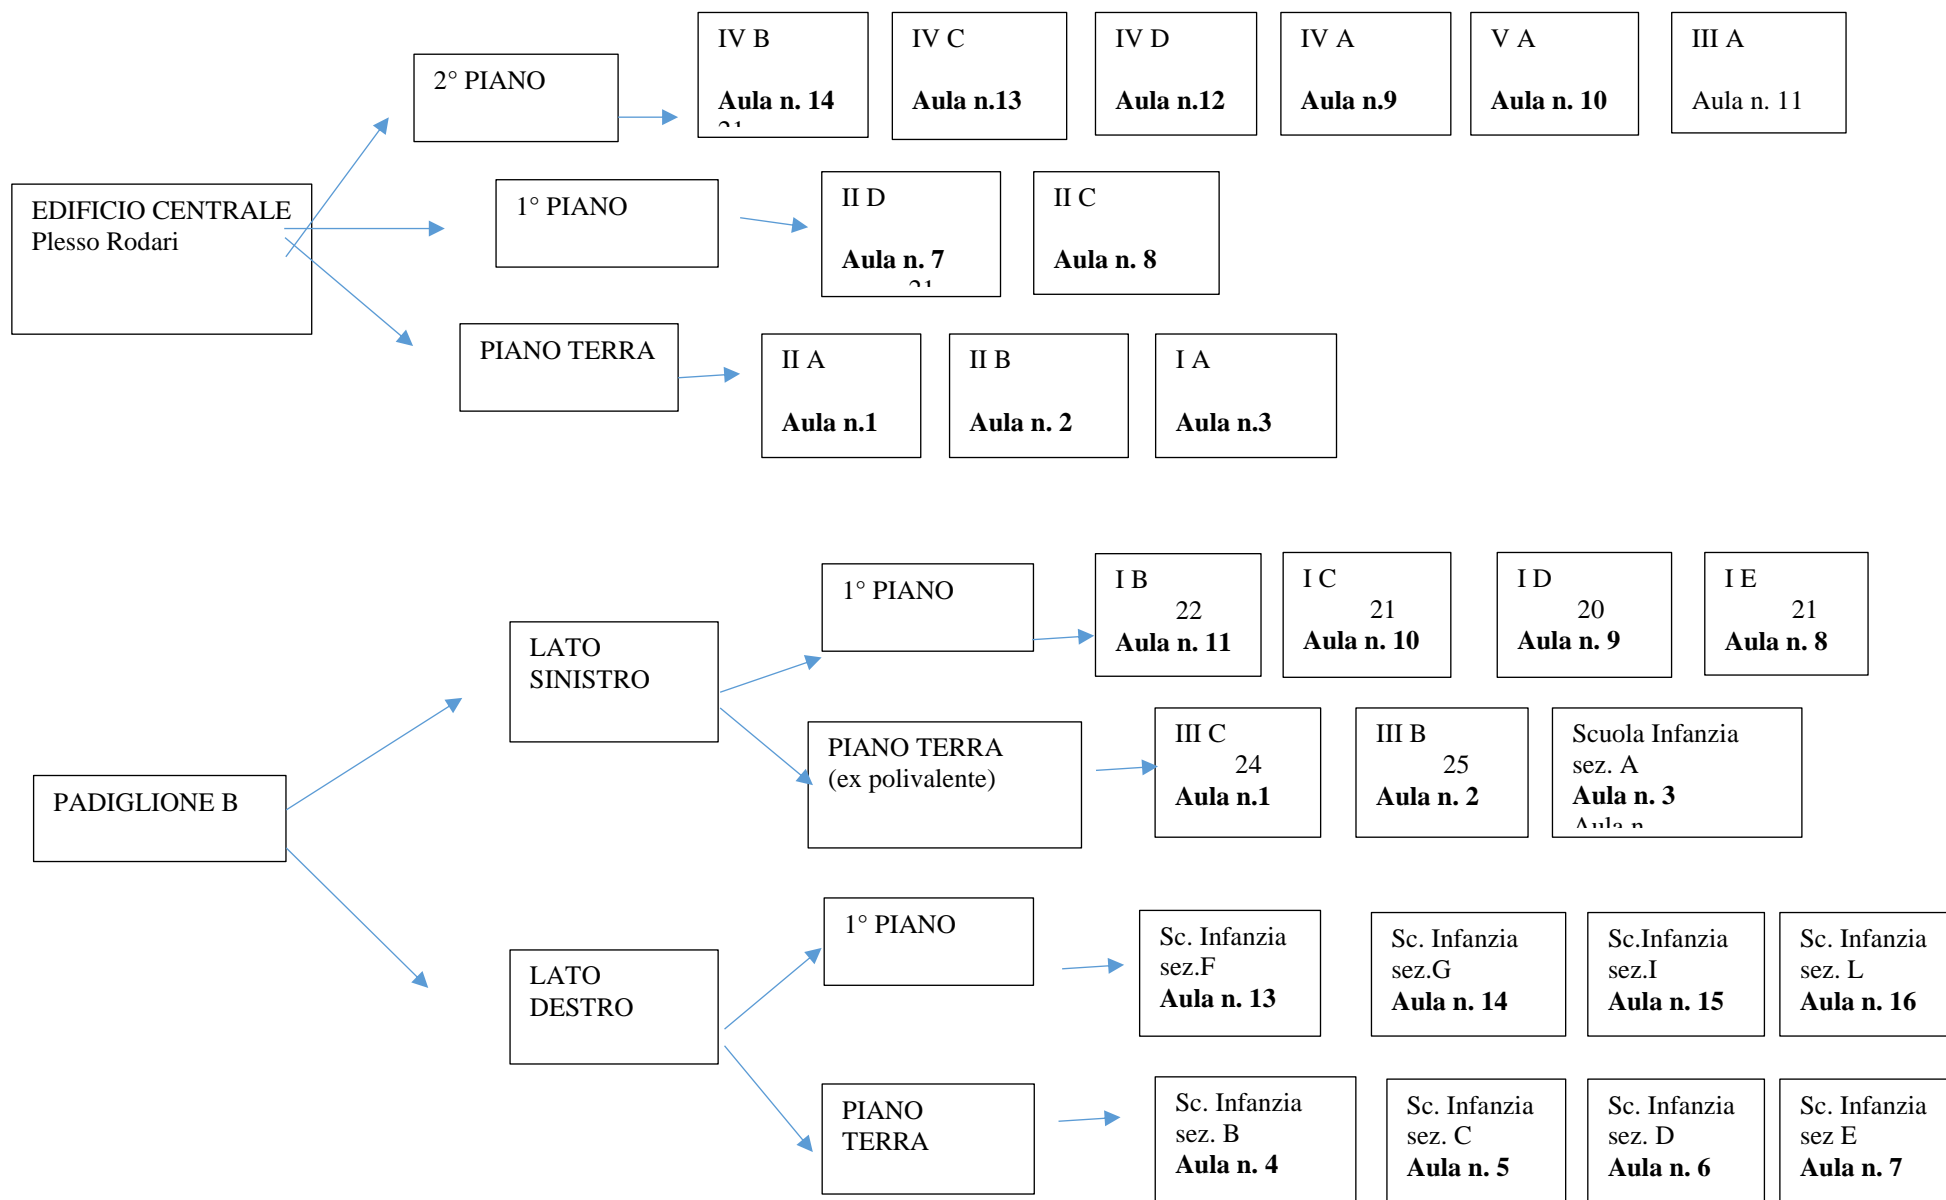 2° PIANO
IV B
Aula n. 14
IV C
Aula n.13
IV D
Aula n.12
IV A
Aula n.9
V A
Aula n. 10
III A
Aula n. 11
EDIFICIO CENTRALE
Plesso Rodari
1° PIANO
II D
Aula n. 7
II C
Aula n. 8
PIANO TERRA
II A
Aula n.1
II B
Aula n. 2
I A
Aula n.3
PADIGLIONE B
LATO
SINISTRO
1° PIANO
I B
22
Aula n. 11
I C
21
Aula n. 10
I D
20
Aula n. 9
I E
21
Aula n. 8
PIANO TERRA
(ex polivalente)
III C
24
Aula n.1
III B
25
Aula n. 2
Scuola Infanzia
sez. A
Aula n. 3
Aula n
LATO
DESTRO
1° PIANO
Sc. Infanzia
sez.F
Aula n. 13
Sc. Infanzia
sez.G
Aula n. 14
Sc.Infanzia
sez.I
Aula n. 15
Sc. Infanzia
sez. L
Aula n. 16
PIANO
TERRA
Sc. Infanzia
sez. B
Aula n. 4
Sc. Infanzia
sez. C
Aula n. 5
Sc. Infanzia
sez. D
Aula n. 6
Sc. Infanzia
sez E
Aula n. 7